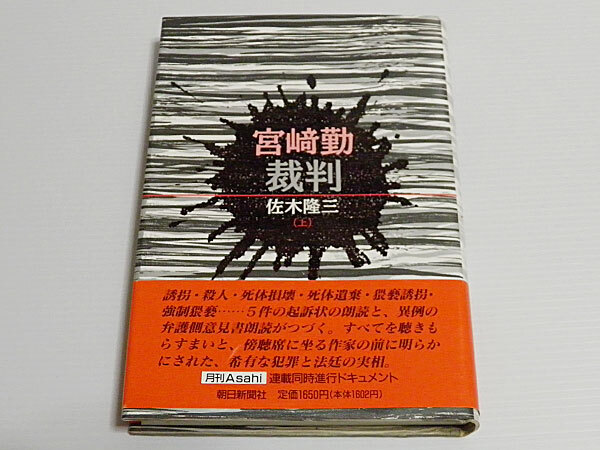 宮﨑勤
裁判
佐木隆三
(上)
誘拐・殺人・死体損壊・死体遺棄・猥褻誘拐・
強制猥褻……5件の起訴状の朗読と、異例の
弁護側意見書朗読がつづく。すべてを聴きも
らすまいと、傍聴席に坐る作家の前に明らか
にされた、希有な犯罪と法廷の実相。
月刊Asahi 連載同時進行ドキュメント
朝日新聞社 定価1650円(本体1602円)